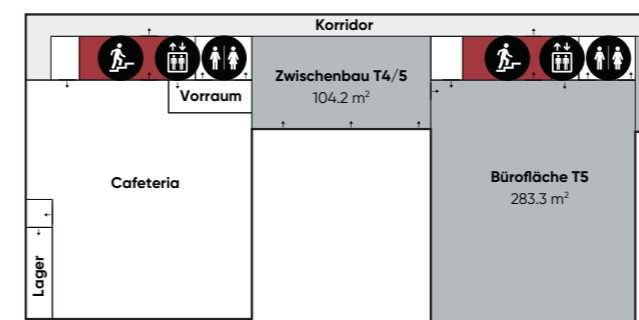 Korridor
Zwischenbau T4/5
104.2 m²
Vorraum
Cafeteria
Bürofläche T5
283.3 m²
Lager